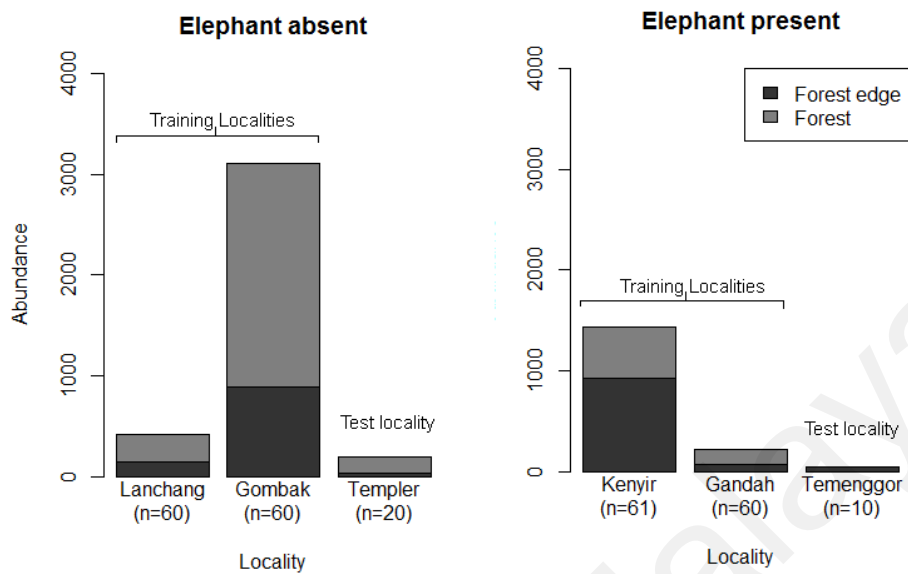 Elephant absent
Abundance
4000
3000
2000
1000
0
Training Localities
Test locality
Lanchang
(n=60)
Gombak
(n=60)
Templer
(n=20)
Locality
Elephant present
4000
3000
2000
1000
0
Forest edge
Forest
Training Localities
Test locality
Kenyir
(n=61)
Gandah
(n=60)
Temenggor
(n=10)
Locality